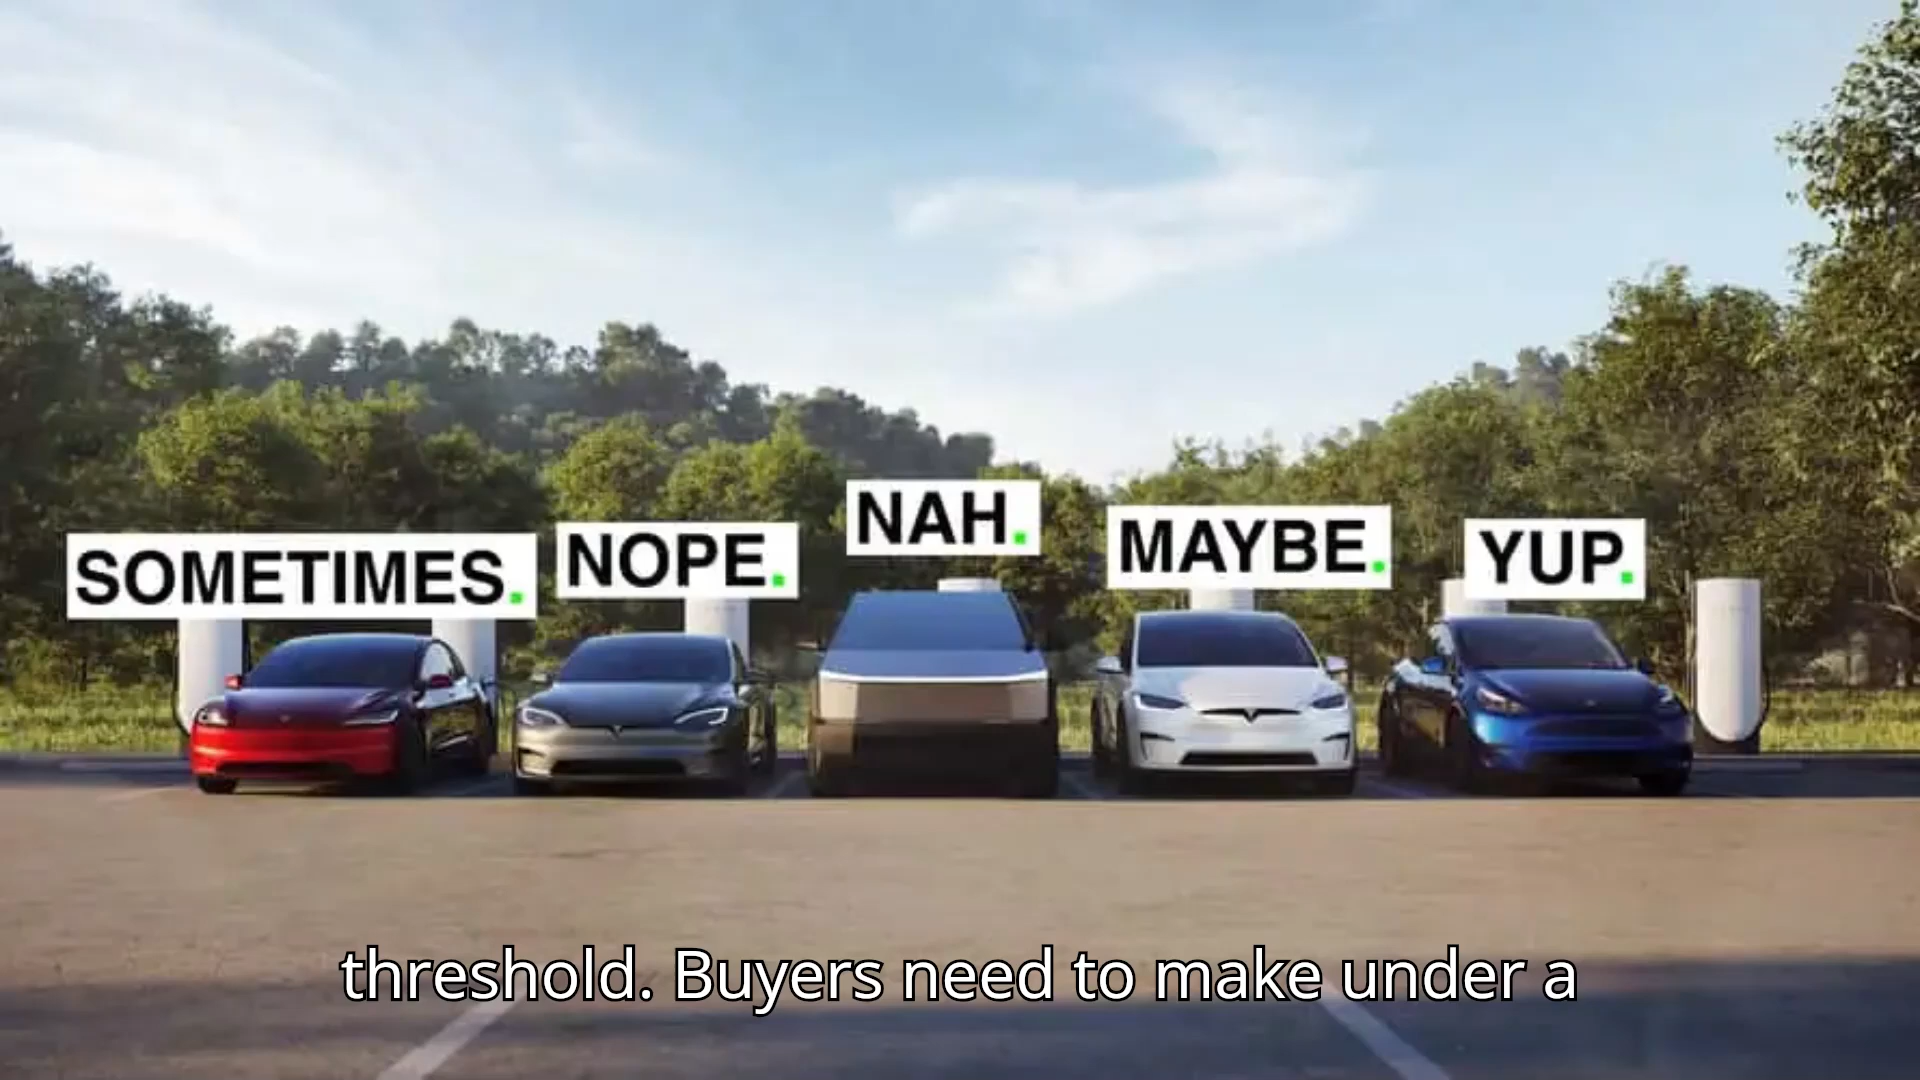 SOMETIMES.
NOPE.
NAH.
MAYBE.
YUP.
threshold. Buyers need to make under a